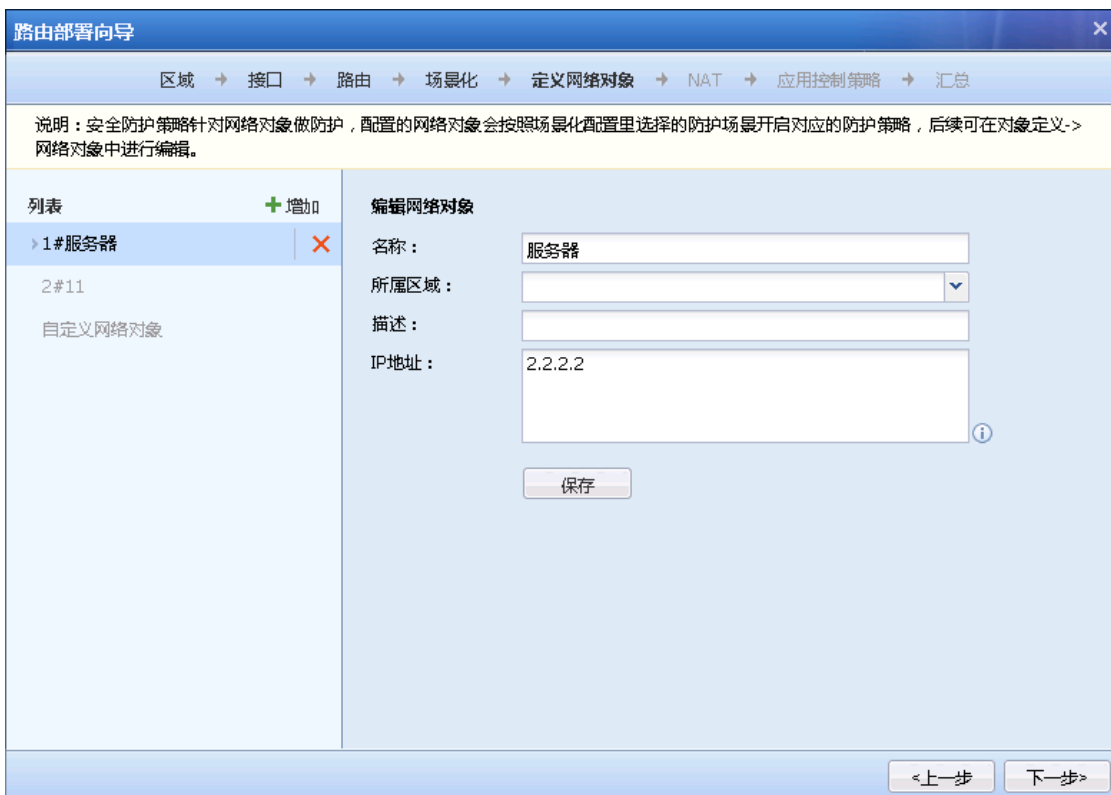 路由部署向导
区域 → 接口 → 路由 → 场景化 → 定义网络对象 → NAT → 应用控制策略 → 汇总
说明：安全防护策略针对网络对象做防护，配置的网络对象会按照场景化配置里选择的防护场景开启对应的防护策略，后续可在对象定义->
网络对象中进行编辑。
列表 增加
1#服务器
2#11
自定义网络对象
编辑网络对象
名称： 服务器
所属区域：
描述：
IP地址： 2.2.2.2
保存
<上一步 下一步>